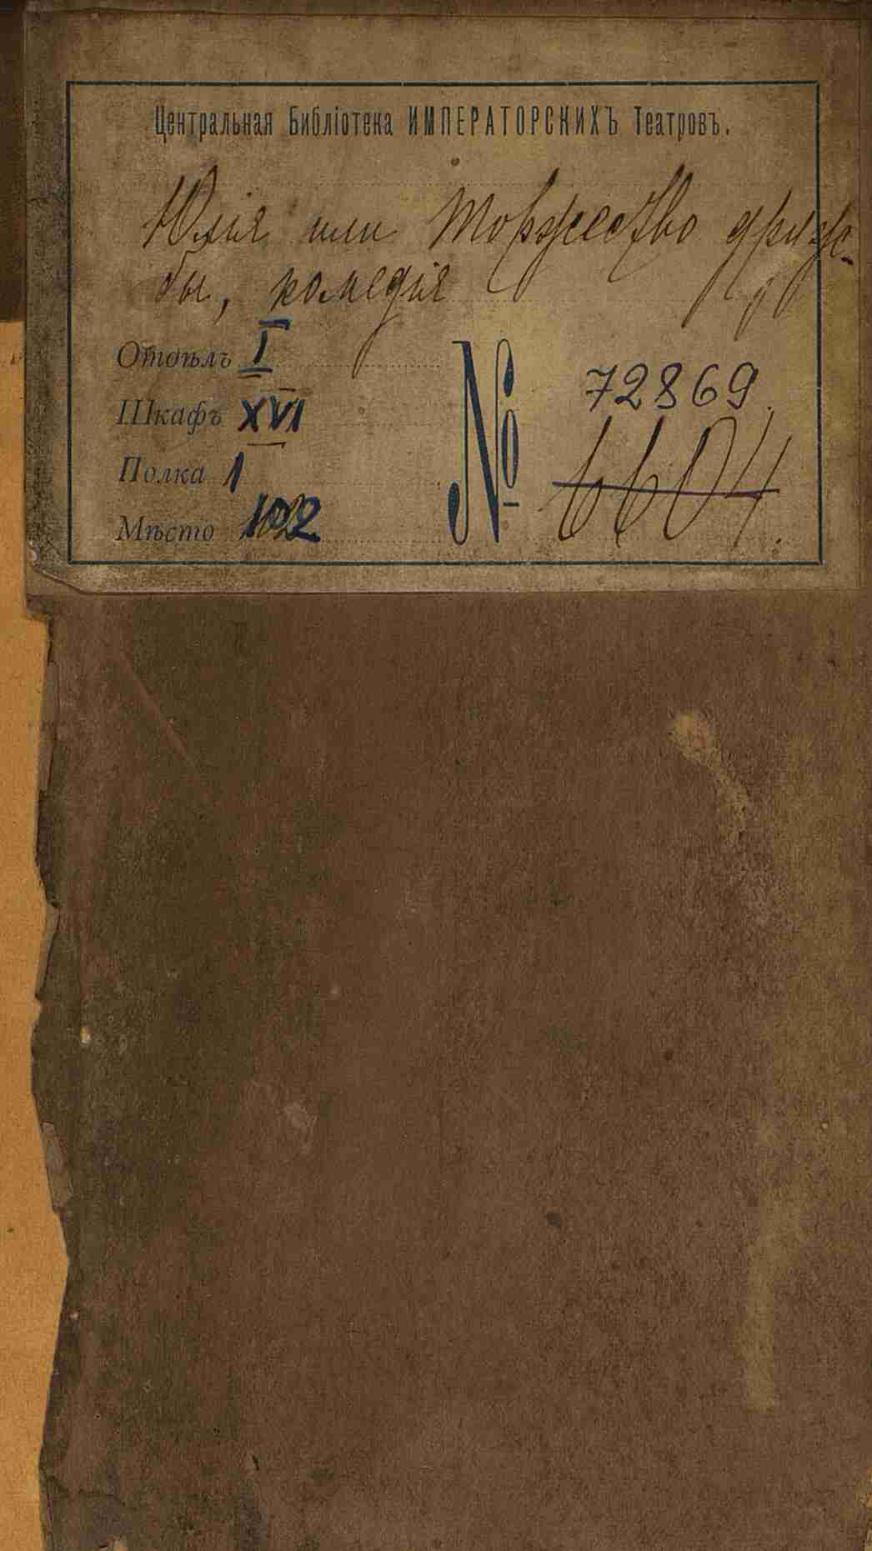 Центральная Библіотека ИМПЕРАТОРСКИХЪ Театровъ.
Юлія или Торжество друж-
бы, комедія
Отдѣлъ I
Шкафъ XVI
Полка 1
Мѣсто 102
№ 72869
6604